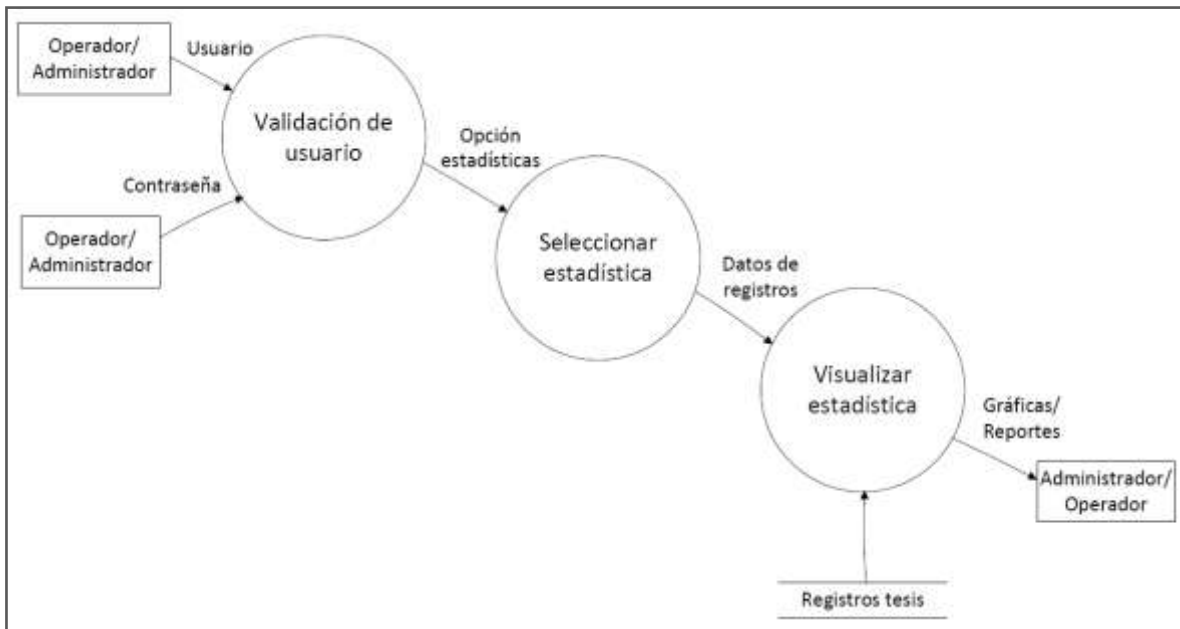 Operador/
Administrador
Usuario
Validación de
usuario
Contraseña
Operador/
Administrador
Opción
estadísticas
Seleccionar
estadística
Datos de
registros
Visualizar
estadística
Gráficas/
Reportes
Administrador/
Operador
Registros tesis